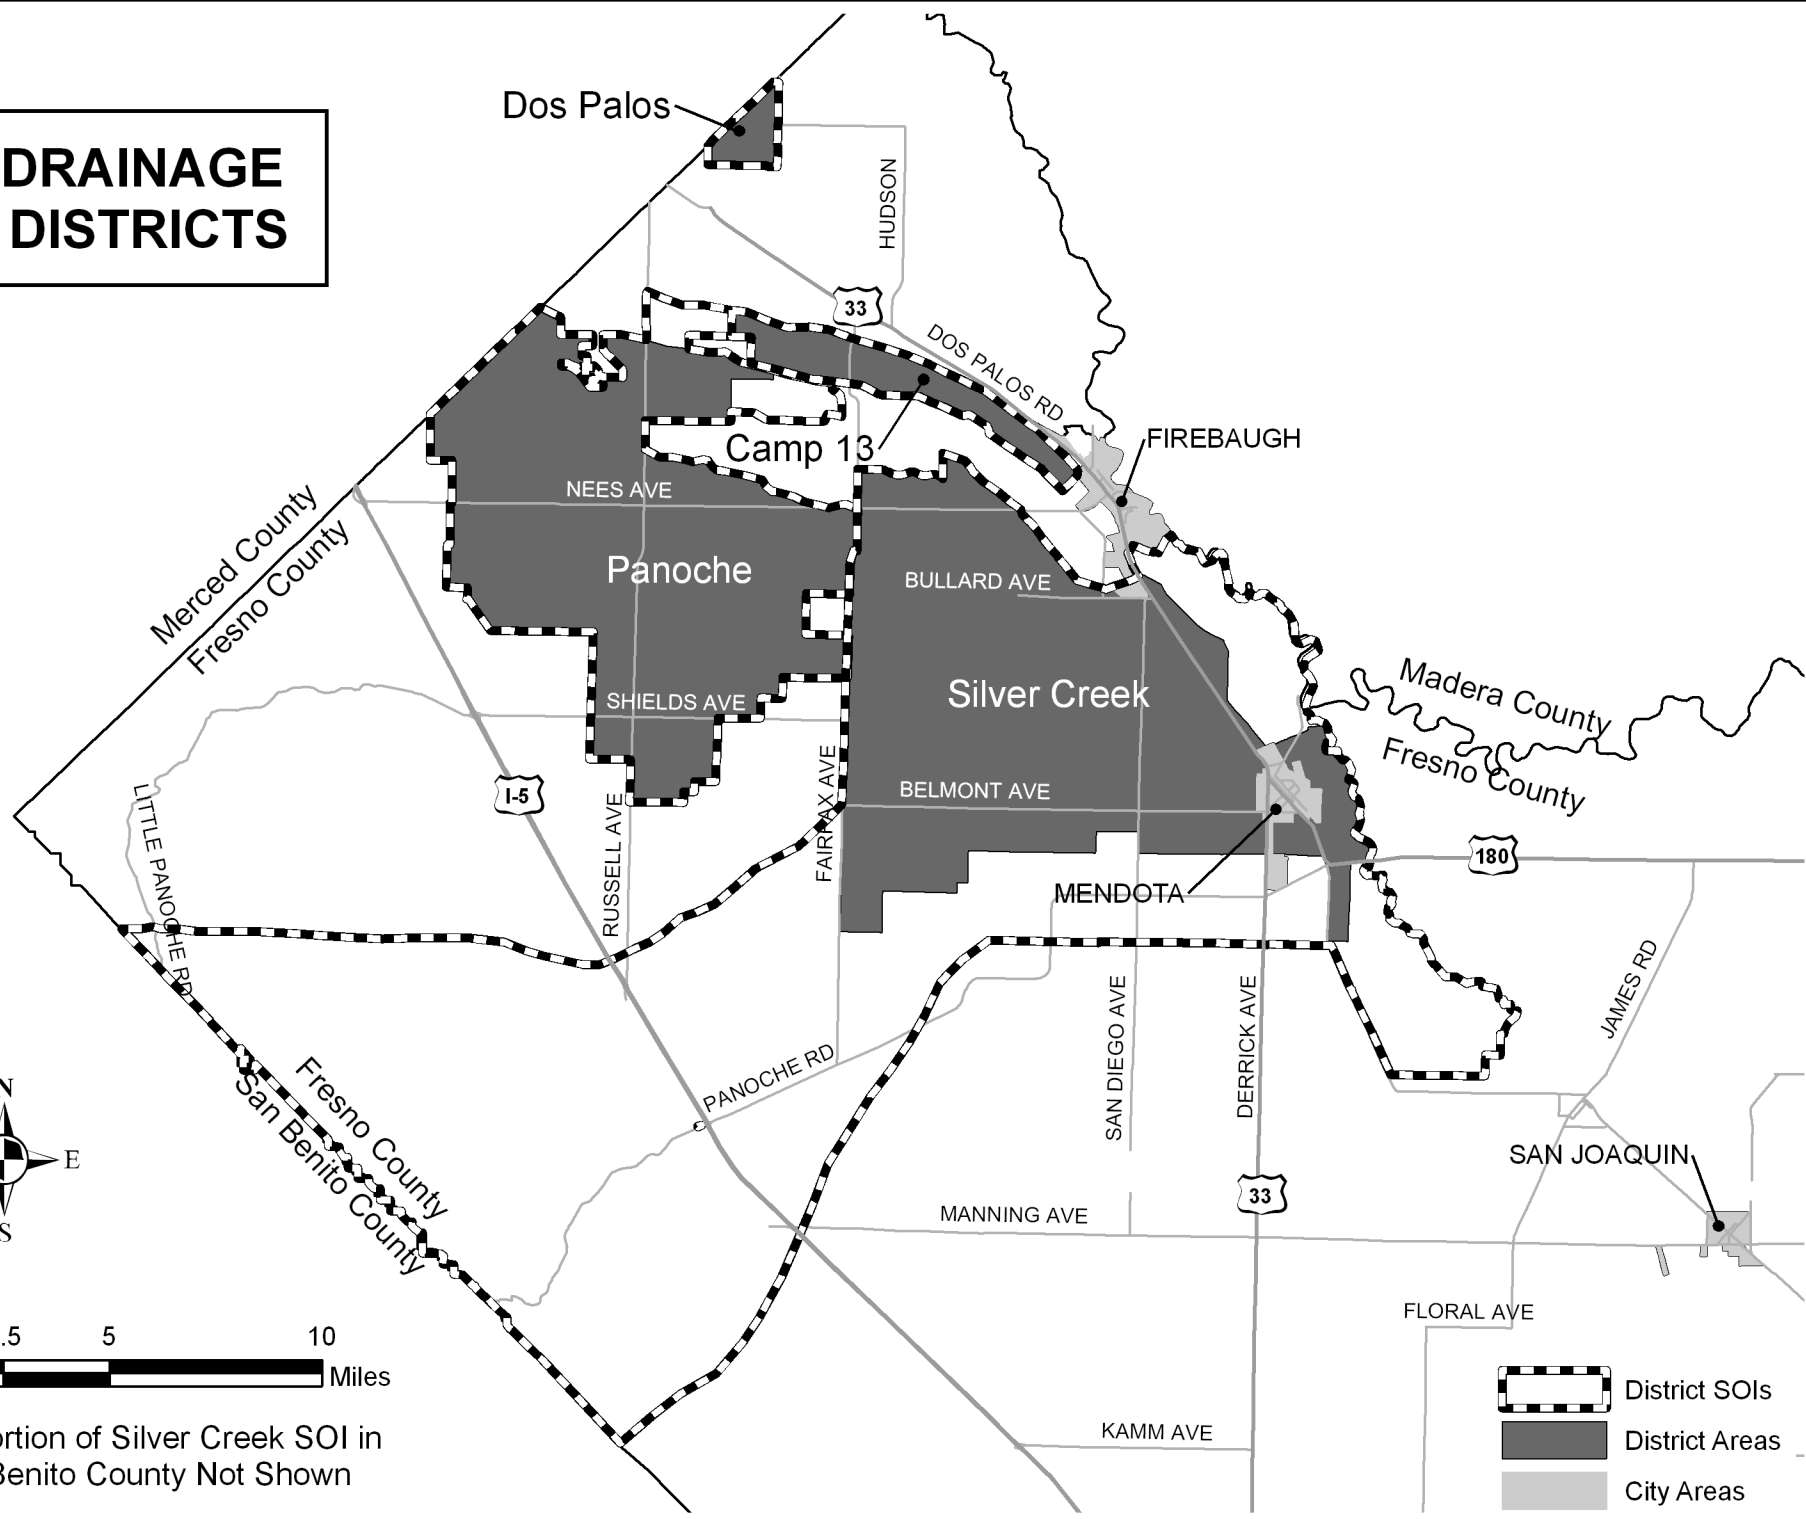 DRAINAGE
DISTRICTS
Dos Palos
HUDSON
33
DOS PALOS RD
FIREBAUGH
Camp 13
NEES AVE
Merced County
Fresno County
Panoche
BULLARD AVE
Silver Creek
SHIELDS AVE
Madera County
Fresno County
I-5
LITTLE PANOCHE RD
RUSSELL AVE
FAIRFAX AVE
BELMONT AVE
180
MENDOTA
JAMES RD
SAN DIEGO AVE
DERRICK AVE
PANOCHE RD
Fresno County
San Benito County
N
E
S
SAN JOAQUIN
33
MANNING AVE
FLORAL AVE
KAMM AVE
.5 5 10
Miles
ortion of Silver Creek SOI in
Benito County Not Shown
District SOIs
District Areas
City Areas